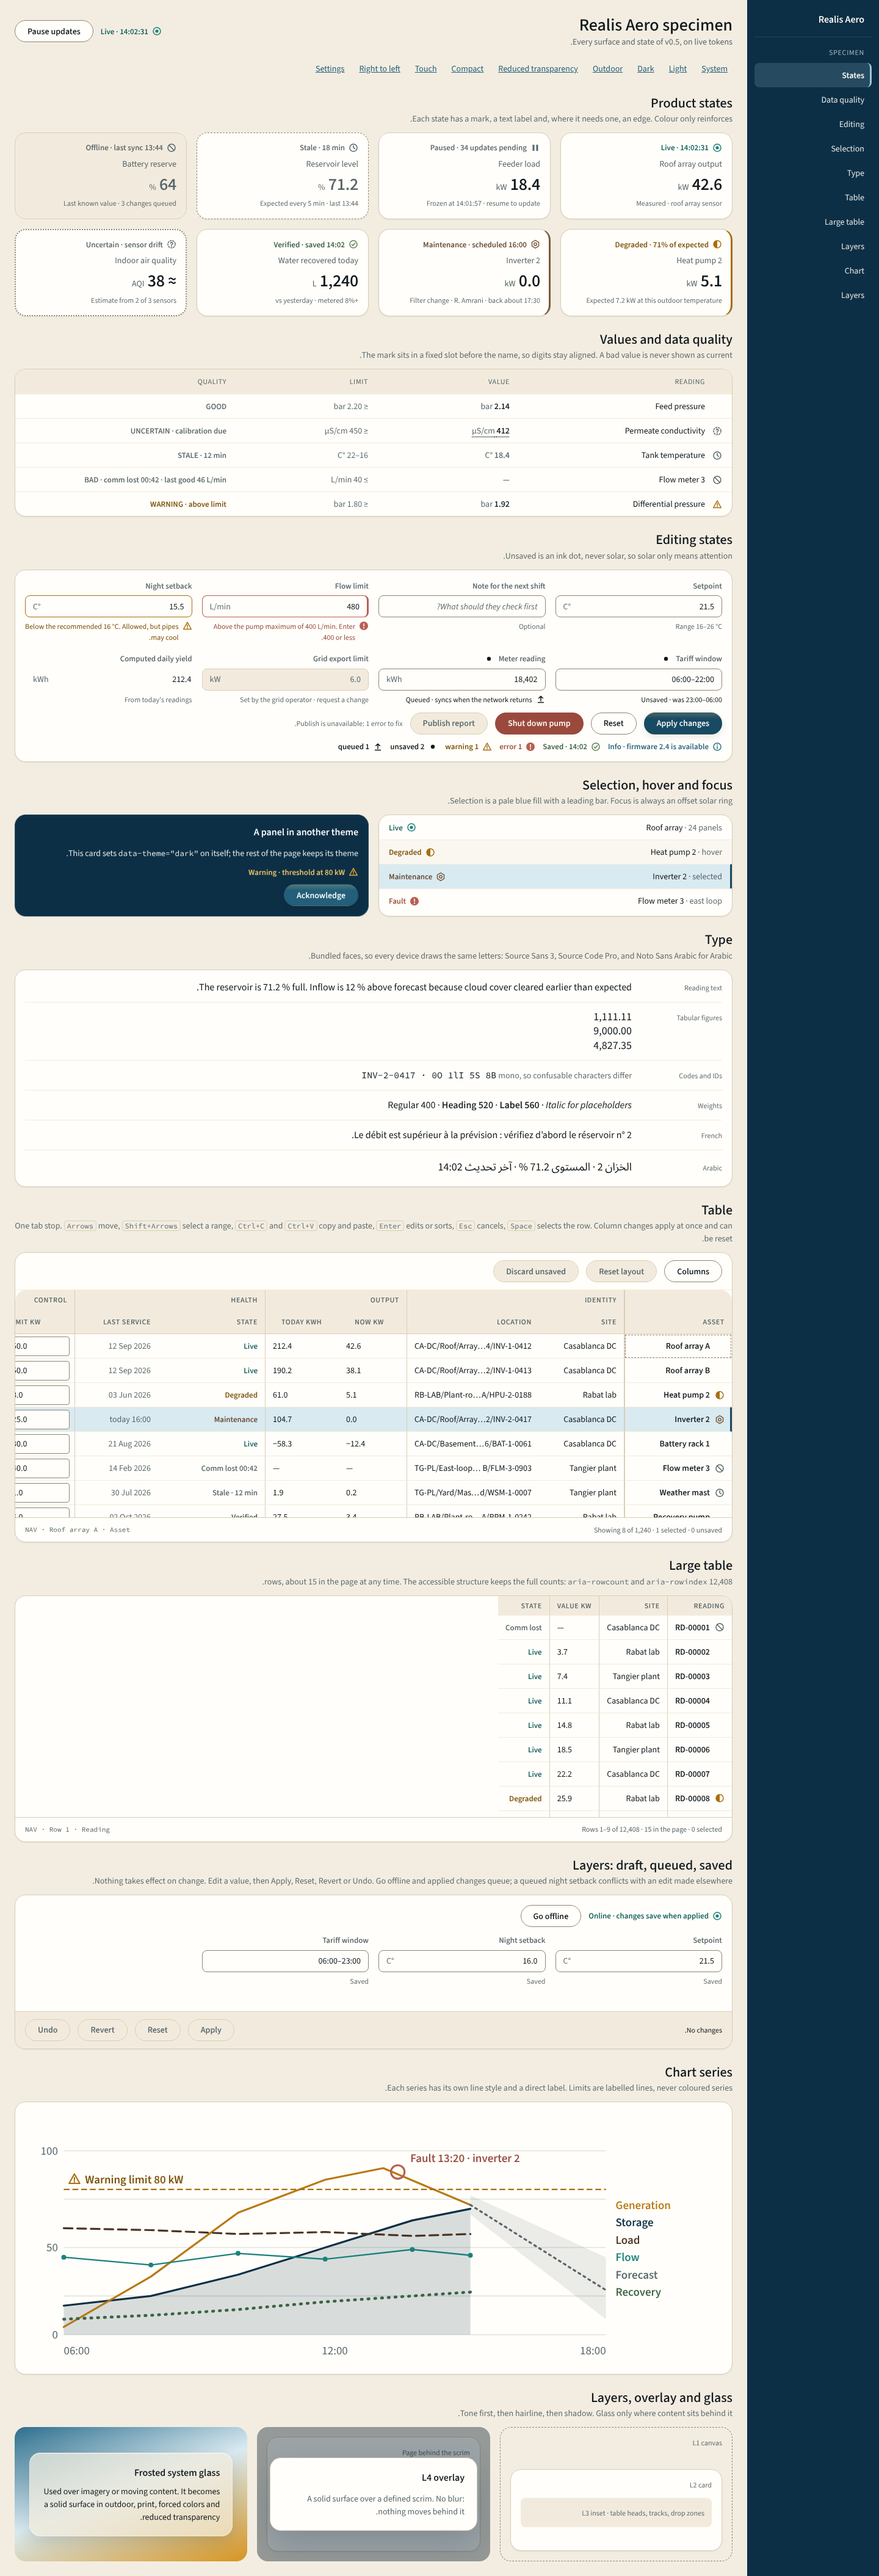 Realis Aero
SPECIMEN
States
Data quality
Editing
Selection
Type
Table
Large table
Layers
Chart
Layers
Realis Aero specimen
.Every surface and state of v0.5, on live tokens
Live · 14:02:31
Pause updates
System
Light
Dark
Outdoor
Reduced transparency
Compact
Touch
Right to left
Settings
Product states
.Each state has a mark, a text label and, where it needs one, an edge. Colour only reinforces
Live · 14:02:31
Roof array output
kW 42.6
Measured · roof array sensor
Paused · 34 updates pending
Feeder load
kW 18.4
Frozen at 14:01:57 · resume to update
Stale · 18 min
Reservoir level
% 71.2
Expected every 5 min · last 13:44
Offline · last sync 13:44
Battery reserve
% 64
Last known value · 3 changes queued
Degraded · 71% of expected
Heat pump 2
kW 5.1
Expected 7.2 kW at this outdoor temperature
Maintenance · scheduled 16:00
Inverter 2
kW 0.0
Filter change · R. Amrani · back about 17:30
Verified · saved 14:02
Water recovered today
L 1,240
vs yesterday · metered 8%+
Uncertain · sensor drift
Indoor air quality
AQI 38 ≈
Estimate from 2 of 3 sensors
Values and data quality
.The mark sits in a fixed slot before the name, so digits stay aligned. A bad value is never shown as current
READING VALUE LIMIT QUALITY
Feed pressure bar 2.14 bar 2.20 ≥ GOOD
Permeate conductivity µS/cm 412 µS/cm 450 ≥ UNCERTAIN · calibration due
Tank temperature C° 18.4 C° 22–16 STALE · 12 min
Flow meter 3 — L/min 40 ≤ BAD · comm lost 00:42 · last good 46 L/min
Differential pressure bar 1.92 bar 1.80 ≥ WARNING · above limit
Editing states
.Unsaved is an ink dot, never solar, so solar only means attention
Setpoint
21.5 C°
Range 16–26 °C
Note for the next shift
?What should they check first
Optional
Flow limit
480 L/min
Above the pump maximum of 400 L/min. Enter
.400 or less
Night setback
15.5 C°
Below the recommended 16 °C. Allowed, but pipes
.may cool
Tariff window
06:00–22:00
Unsaved · was 23:00–06:00
Meter reading
18,402 kWh
Queued · syncs when the network returns
Grid export limit
6.0 kW
Set by the grid operator · request a change
Computed daily yield
212.4 kWh
From today's readings
Apply changes
Reset
Shut down pump
Publish report
.Publish is unavailable: 1 error to fix
Info · firmware 2.4 is available
Saved · 14:02
error 1
warning 1
unsaved 2
queued 1
Selection, hover and focus
.Selection is a pale blue fill with a leading bar. Focus is always an offset solar ring
Roof array · 24 panels Live
Heat pump 2 · hover Degraded
Inverter 2 · selected Maintenance
Flow meter 3 · east loop Fault
A panel in another theme
.This card sets data-theme="dark" on itself; the rest of the page keeps its theme
Warning · threshold at 80 kW
Acknowledge
Type
.Bundled faces, so every device draws the same letters: Source Sans 3, Source Code Pro, and Noto Sans Arabic for Arabic
Reading text
.The reservoir is 71.2 % full. Inflow is 12 % above forecast because cloud cover cleared earlier than expected
Tabular figures
1,111.11
9,000.00
4,827.35
Codes and IDs
INV-2-0417 · 0O 1lI 5S 8B mono, so confusable characters differ
Weights
Regular 400 · Heading 520 · Label 560 · Italic for placeholders
French
.Le débit est supérieur à la prévision : vérifiez d’abord le réservoir n° 2
Arabic
الخزان 2 · المستوى 71.2 % · آخر تحديث 14:02
Table
One tab stop. Arrows move, Shift+Arrows select a range, Ctrl+C and Ctrl+V copy and paste, Enter edits or sorts, Esc cancels, Space selects the row. Column changes apply at once and can
.be reset
Columns
Reset layout
Discard unsaved
IDENTITY OUTPUT HEALTH CONTROL
ASSET SITE LOCATION NOW KW TODAY KWH STATE LAST SERVICE MIT KW
Roof array A Casablanca DC CA-DC/Roof/Array…4/INV-1-0412 42.6 212.4 Live 12 Sep 2026
Roof array B Casablanca DC CA-DC/Roof/Array…2/INV-1-0413 38.1 190.2 Live 12 Sep 2026
Heat pump 2 Rabat lab RB-LAB/Plant-ro…A/HPU-2-0188 5.1 61.0 Degraded 03 Jun 2026
Inverter 2 Casablanca DC CA-DC/Roof/Array…2/INV-2-0417 0.0 104.7 Maintenance today 16:00
Battery rack 1 Casablanca DC CA-DC/Basement…6/BAT-1-0061 −12.4 −58.3 Live 21 Aug 2026
Flow meter 3 Tangier plant TG-PL/East-loop… B/FLM-3-0903 — — Comm lost 00:42 14 Feb 2026
Weather mast Tangier plant TG-PL/Yard/Mas…d/WSM-1-0007 0.2 1.9 Stale · 12 min 30 Jul 2026
Recovery pump Rabat lab RB-LAB/Plant-ro…A/RPM-1-0242 3.4 27.5 Verified 02 Oct 2026
Showing 8 of 1,240 · 1 selected · 0 unsaved
NAV · Roof array A · Asset
Large table
.rows, about 15 in the page at any time. The accessible structure keeps the full counts: aria-rowcount and aria-rowindex 12,408
READING SITE VALUE KW STATE
RD-00001 Casablanca DC — Comm lost
RD-00002 Rabat lab 3.7 Live
RD-00003 Tangier plant 7.4 Live
RD-00004 Casablanca DC 11.1 Live
RD-00005 Rabat lab 14.8 Live
RD-00006 Tangier plant 18.5 Live
RD-00007 Casablanca DC 22.2 Live
RD-00008 Rabat lab 25.9 Degraded
Rows 1–9 of 12,408 · 15 in the page · 0 selected
NAV · Row 1 · Reading
Layers: draft, queued, saved
.Nothing takes effect on change. Edit a value, then Apply, Reset, Revert or Undo. Go offline and applied changes queue; a queued night setback conflicts with an edit made elsewhere
Online · changes save when applied
Go offline
Setpoint
21.5 C°
Saved
Night setback
16.0 C°
Saved
Tariff window
06:00–23:00
Saved
.No changes
Apply
Reset
Revert
Undo
Chart series
.Each series has its own line style and a direct label. Limits are labelled lines, never coloured series
100
50
0
Warning limit 80 kW
Fault 13:20 · inverter 2
Generation
Storage
Load
Flow
Forecast
Recovery
06:00
12:00
18:00
Layers, overlay and glass
.Tone first, then hairline, then shadow. Glass only where content sits behind it
L1 canvas
L2 card
L3 inset · table heads, tracks, drop zones
Page behind the scrim
L4 overlay
A solid surface over a defined scrim. No blur:
.nothing moves behind it
Frosted system glass
Used over imagery or moving content. It becomes
a solid surface in outdoor, print, forced colors and
.reduced transparency